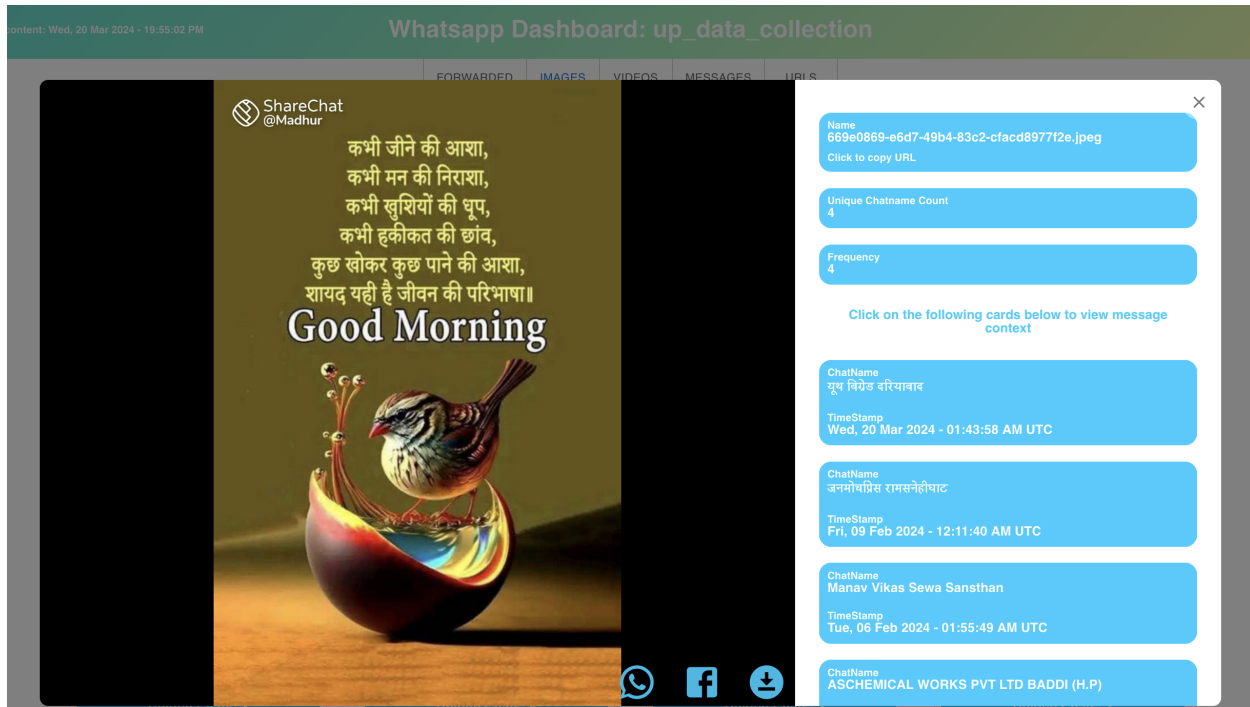 content: Wed, 20 Mar 2024 - 19:55:02 PM
Whatsapp Dashboard: up_data_collection
FORWARDED
IMAGES
VIDEOS
MESSAGES
URLS
ShareChat
@Madhur
कभी जीने की आशा,
कभी मन की निराशा,
कभी खुशियों की धूप,
कभी हकीकत की छांव,
कुछ खोकर कुछ पाने की आशा,
शायद यही है जीवन की परिभाषा॥
Good Morning
Name
669e0869-e6d7-49b4-83c2-cfacd8977f2e.jpeg
Click to copy URL
Unique Chatname Count
4
Frequency
4
Click on the following cards below to view message
context
ChatName
यूथ बिग्रेड दरियाबाद
TimeStamp
Wed, 20 Mar 2024 - 01:43:58 AM UTC
ChatName
जनमोर्चाप्रेस रामसनेहीघाट
TimeStamp
Fri, 09 Feb 2024 - 12:11:40 AM UTC
ChatName
Manav Vikas Sewa Sansthan
TimeStamp
Tue, 06 Feb 2024 - 01:55:49 AM UTC
ChatName
ASCHEMICAL WORKS PVT LTD BADDI (H.P)